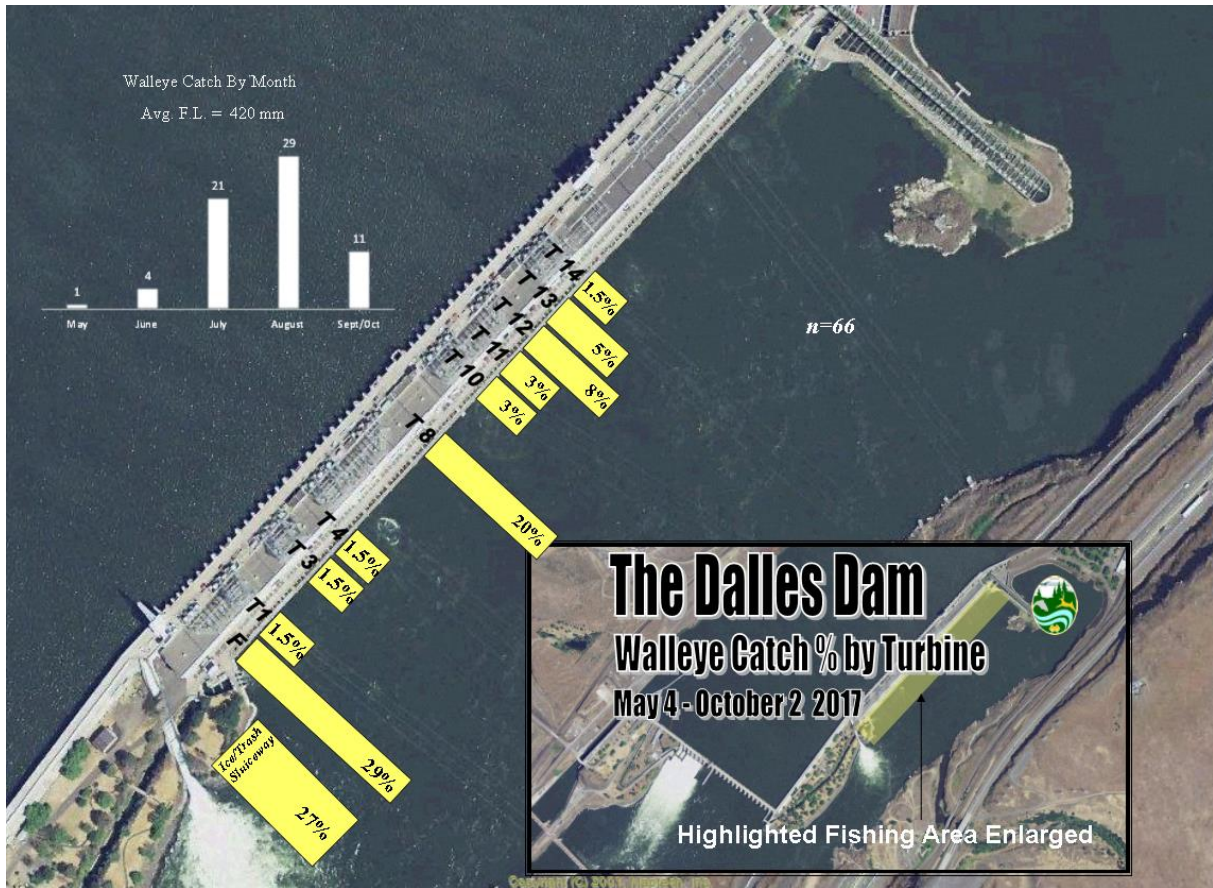 Walleye Catch By Month
Avg. F.L. = 420 mm
1
4
21
29
11
May
June
July
August
Sept/Oct
n=66
T 14
1.5%
T 13
5%
T 12
8%
T 11
3%
T 10
3%
T 8
20%
T 4
1.5%
T 3
1.5%
T1
1.5%
F
29%
Ice/Trash
Sluiceway
27%
The Dalles Dam
Walleye Catch % by Turbine
May 4 - October 2 2017
Highlighted Fishing Area Enlarged